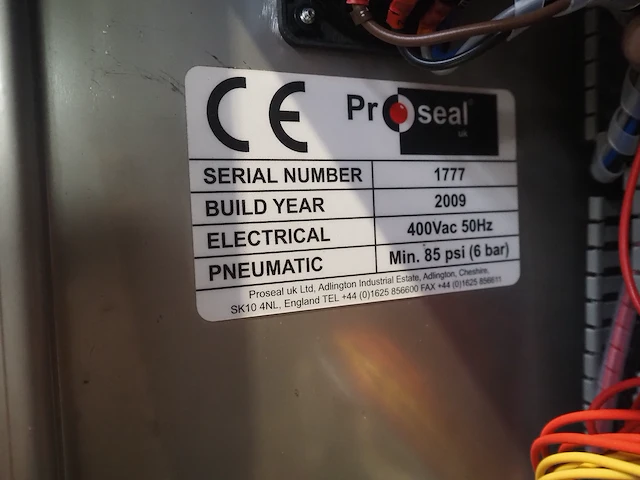 CE Proseal uk
SERIAL NUMBER 1777
BUILD YEAR 2009
ELECTRICAL 400Vac 50Hz
PNEUMATIC Min. 85 psi (6 bar)
Proseal uk Ltd, Adlington Industrial Estate, Adlington, Cheshire,
SK10 4NL, England TEL +44 (0)1625 856600 FAX +44 (0)1625 856611